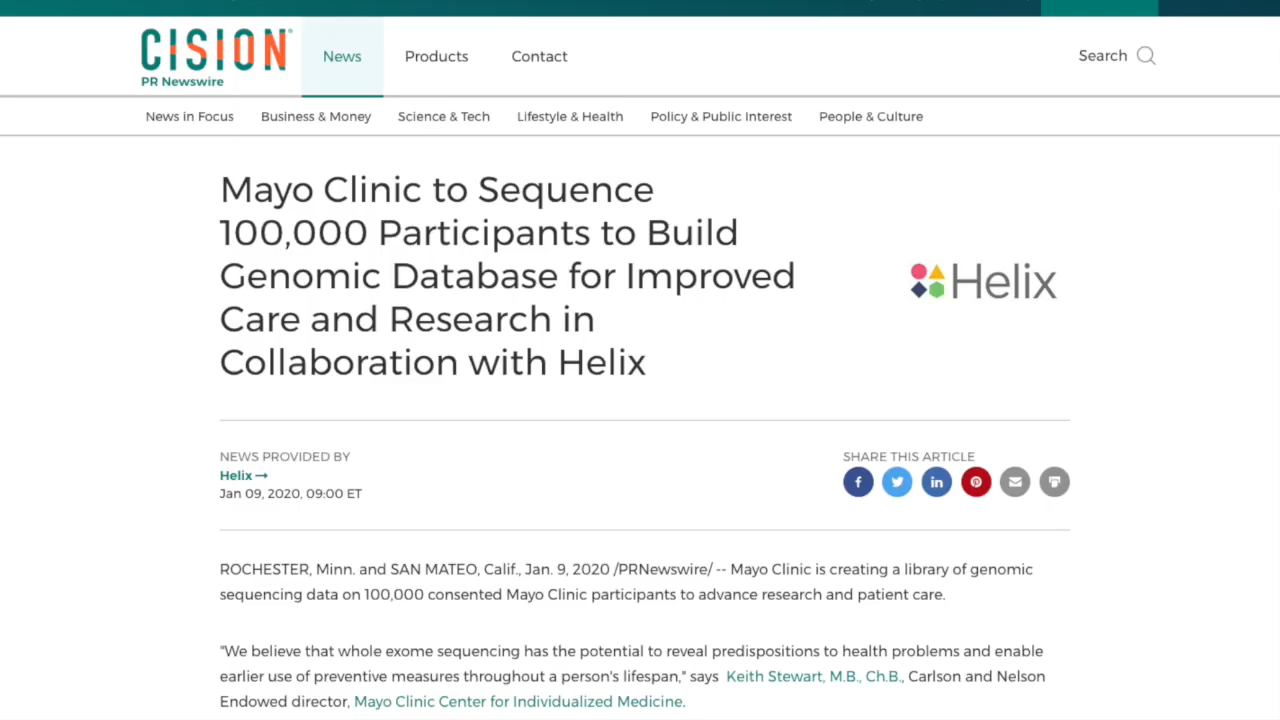 CISION
PR Newswire
News
Products
Contact
Search
News in Focus
Business & Money
Science & Tech
Lifestyle & Health
Policy & Public Interest
People & Culture
Mayo Clinic to Sequence
100,000 Participants to Build
Genomic Database for Improved
Care and Research in
Collaboration with Helix
Helix
NEWS PROVIDED BY
Helix →
Jan 09, 2020, 09:00 ET
SHARE THIS ARTICLE
ROCHESTER, Minn. and SAN MATEO, Calif., Jan. 9, 2020 /PRNewswire/ -- Mayo Clinic is creating a library of genomic
sequencing data on 100,000 consented Mayo Clinic participants to advance research and patient care.
"We believe that whole exome sequencing has the potential to reveal predispositions to health problems and enable
earlier use of preventive measures throughout a person's lifespan," says Keith Stewart, M.B., Ch.B., Carlson and Nelson
Endowed director, Mayo Clinic Center for Individualized Medicine.